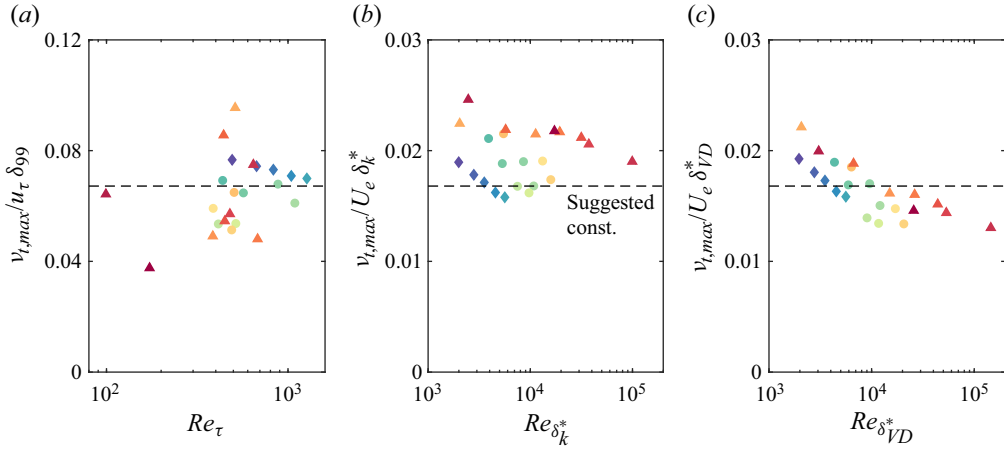 (a)
(b)
(c)
0.12
0.08
0.04
0
ν_{t,max}/u_τ δ_{99}
10^2
10^3
Re_τ
0.03
0.02
0.01
0
ν_{t,max}/U_e δ_k^*
Suggested
const.
10^3
10^4
10^5
Re_{δ_k^*}
0.03
0.02
0.01
0
ν_{t,max}/U_e δ_{VD}^*
10^3
10^4
10^5
Re_{δ_{VD}^*}